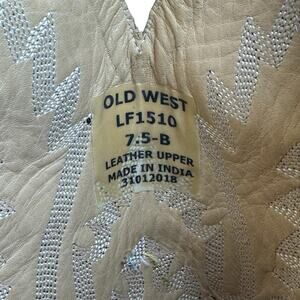 OLD WEST
LF1510
7.5-B
LEATHER UPPER
MADE IN INDIA
31012018